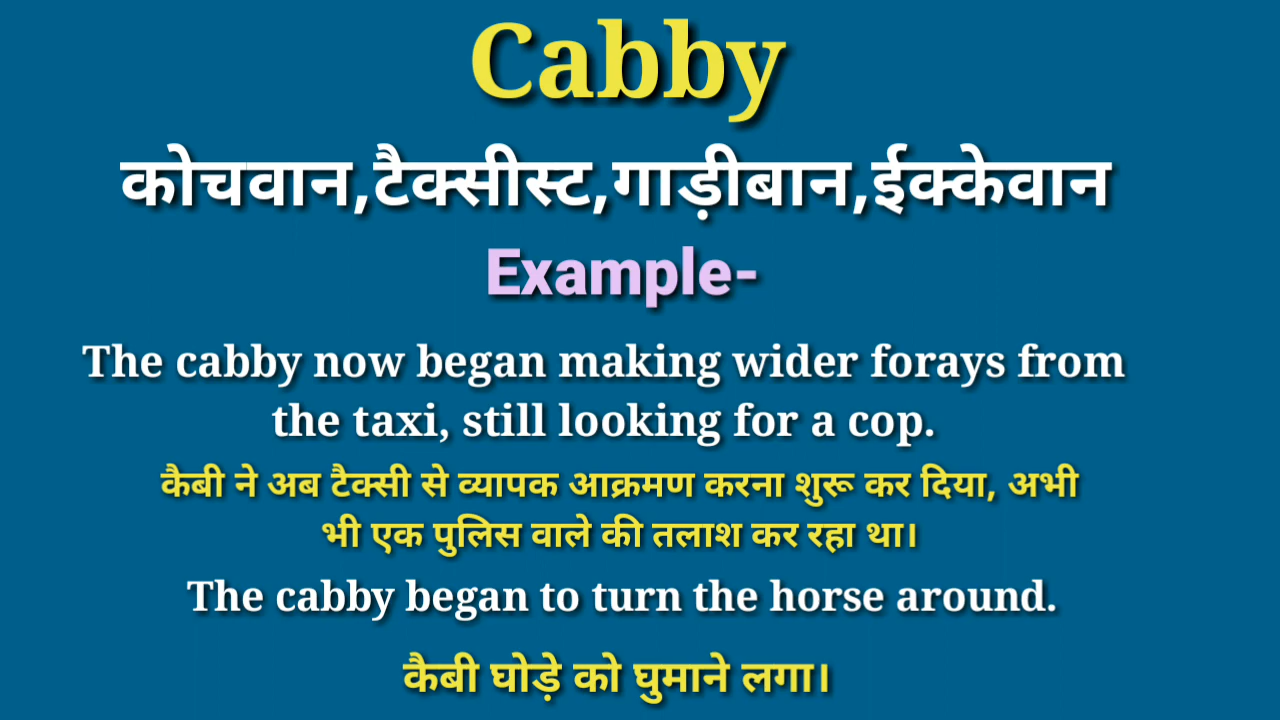 Cabby
कोचवान,टैक्सीस्ट,गाड़ीबान,ईक्केवान
Example-
The cabby now began making wider forays from
the taxi, still looking for a cop.
कैबी ने अब टैक्सी से व्यापक आक्रमण करना शुरू कर दिया, अभी
भी एक पुलिस वाले की तलाश कर रहा था।
The cabby began to turn the horse around.
कैबी घोड़े को घुमाने लगा।